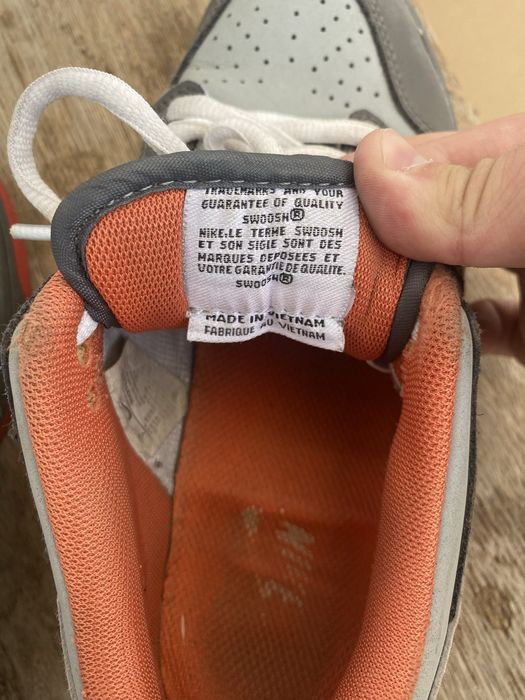 TRADEMARKS AND YOUR
GUARANTEE OF QUALITY
SWOOSH®
NIKE, LE TERME SWOOSH
ET SON SIGLE SONT DES
MARQUES DEPOSEES ET
VOTRE GARANTIE DE QUALITE.
SWOOSH®
MADE IN VIETNAM
FABRIQUE AU VIETNAM
NIKE